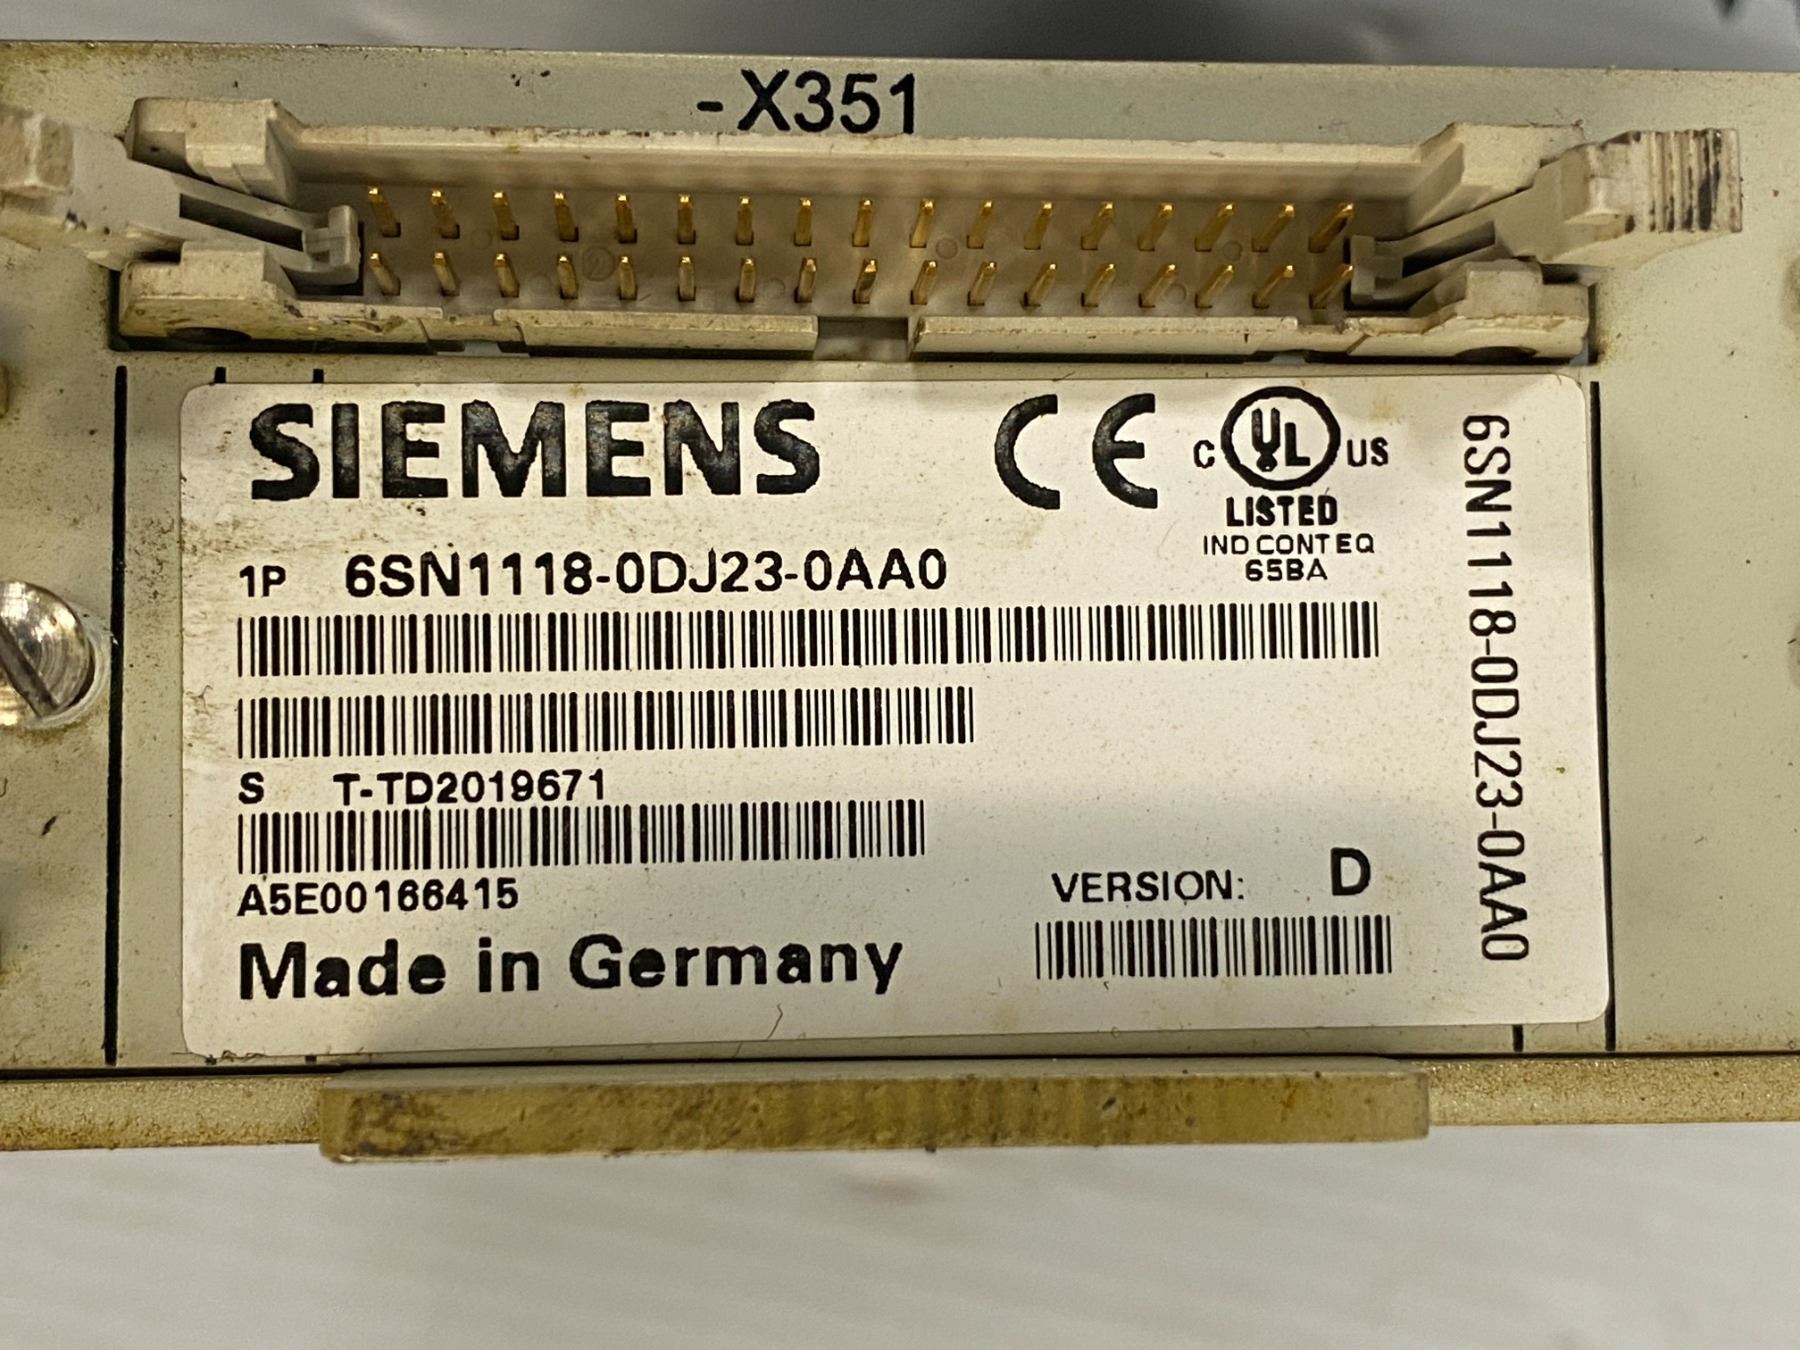 -X351
SIEMENS
CE
C UL US
LISTED
IND CONT EQ
65BA
1P 6SN1118-0DJ23-0AA0
S T-TD2019671
A5E00166415
VERSION: D
Made in Germany
6SN1118-0DJ23-0AA0